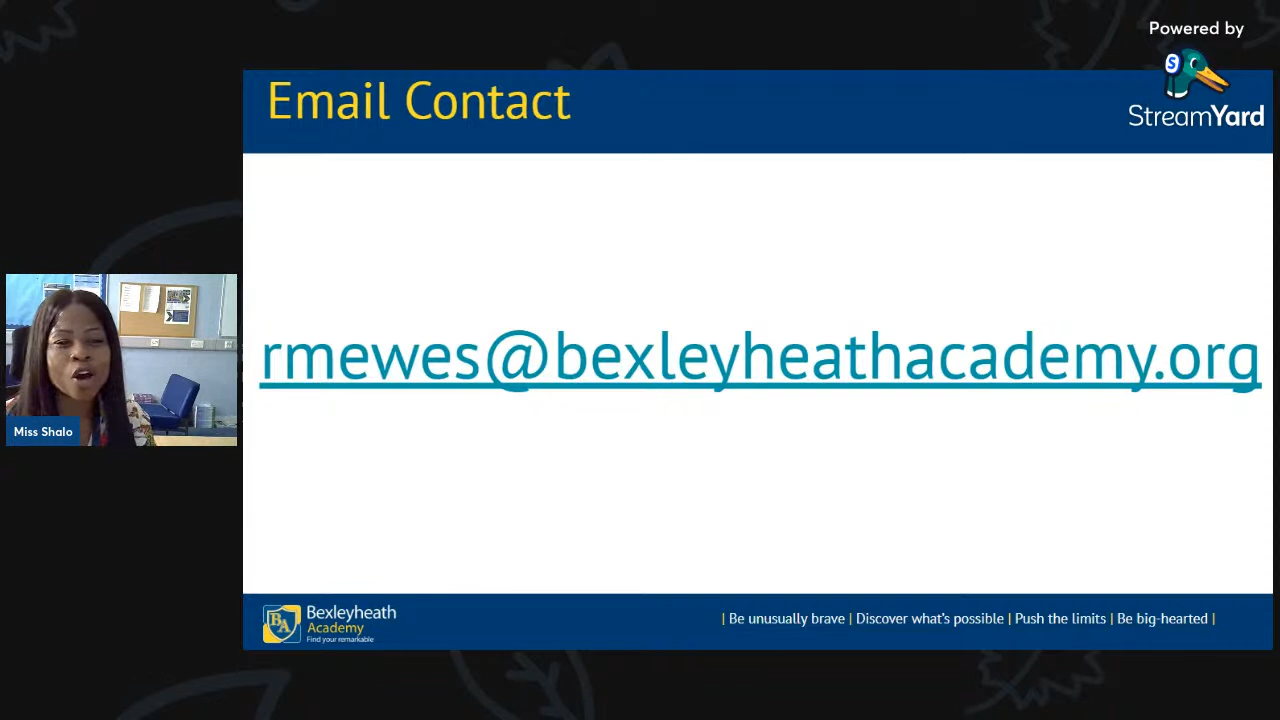 Powered by
StreamYard
Email Contact
rmewes@bexleyheathacademy.org
Miss Shalo
Bexleyheath
Academy
Find your remarkable
| Be unusually brave | Discover what's possible | Push the limits | Be big-hearted |